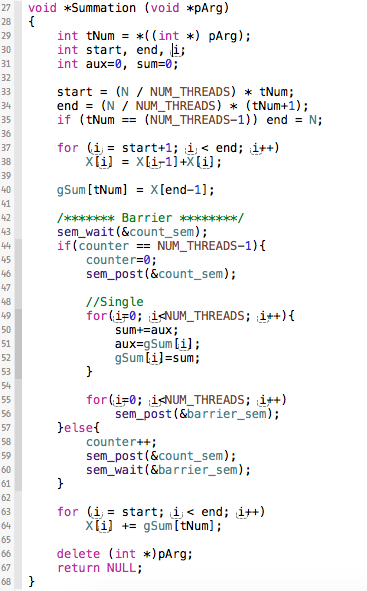 27 void *Summation (void *pArg)
28 {
29     int tNum = *((int *) pArg);
30     int start, end, i;
31     int aux=0, sum=0;
32
33     start = (N / NUM_THREADS) * tNum;
34     end = (N / NUM_THREADS) * (tNum+1);
35     if (tNum == (NUM_THREADS-1)) end = N;
36
37     for (i = start+1; i < end; i++)
38         X[i] = X[i-1]+X[i];
39
40     gSum[tNum] = X[end-1];
41
42     /******* Barrier ********/
43     sem_wait(&count_sem);
44     if(counter == NUM_THREADS-1){
45         counter=0;
46         sem_post(&count_sem);
47
48         //Single
49         for(i=0; i<NUM_THREADS; i++){
50             sum+=aux;
51             aux=gSum[i];
52             gSum[i]=sum;
53         }
54
55         for(i=0; i<NUM_THREADS; i++)
56             sem_post(&barrier_sem);
57     }else{
58         counter++;
59         sem_post(&count_sem);
60         sem_wait(&barrier_sem);
61     }
62
63     for (i = start; i < end; i++)
64         X[i] += gSum[tNum];
65
66     delete (int *)pArg;
67     return NULL;
68 }